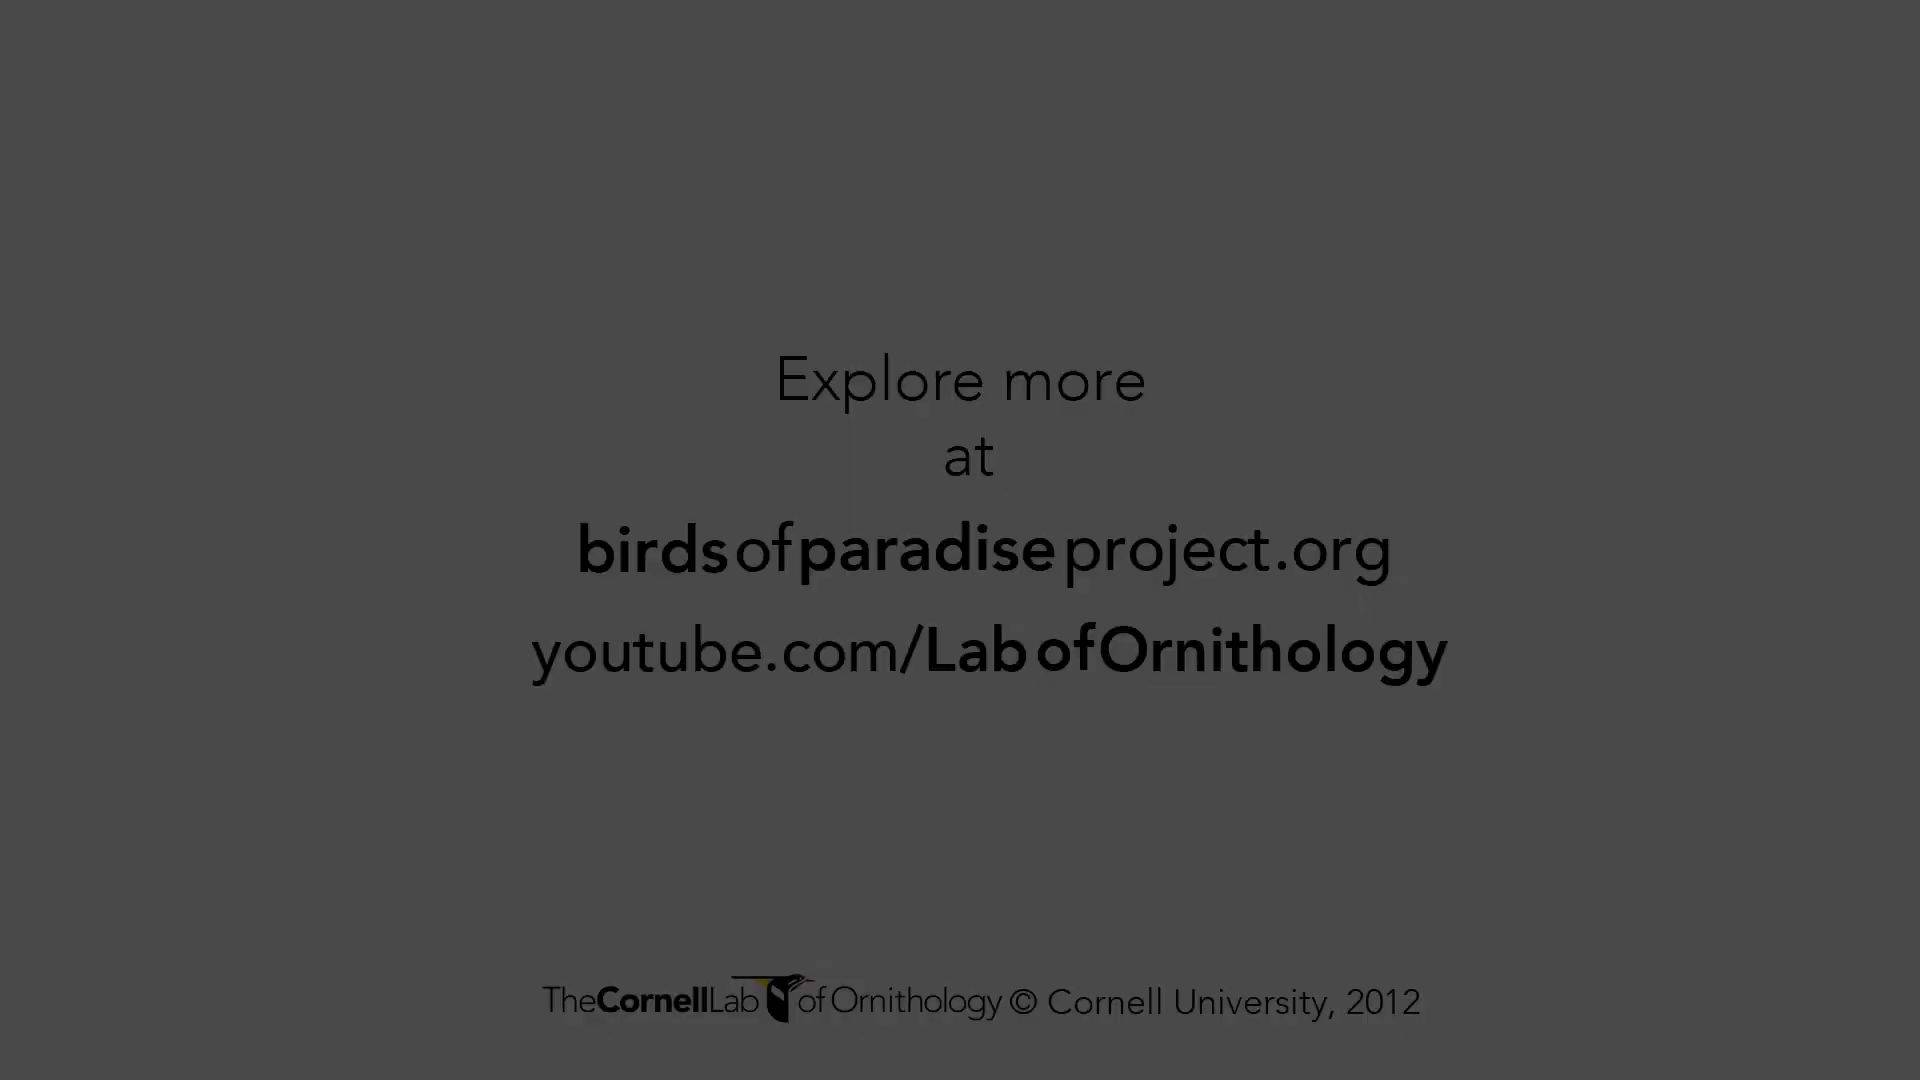 Explore more
at
birdsofparadiseproject.org
youtube.com/LabofOrnithology
TheCornellLab of Ornithology © Cornell University, 2012